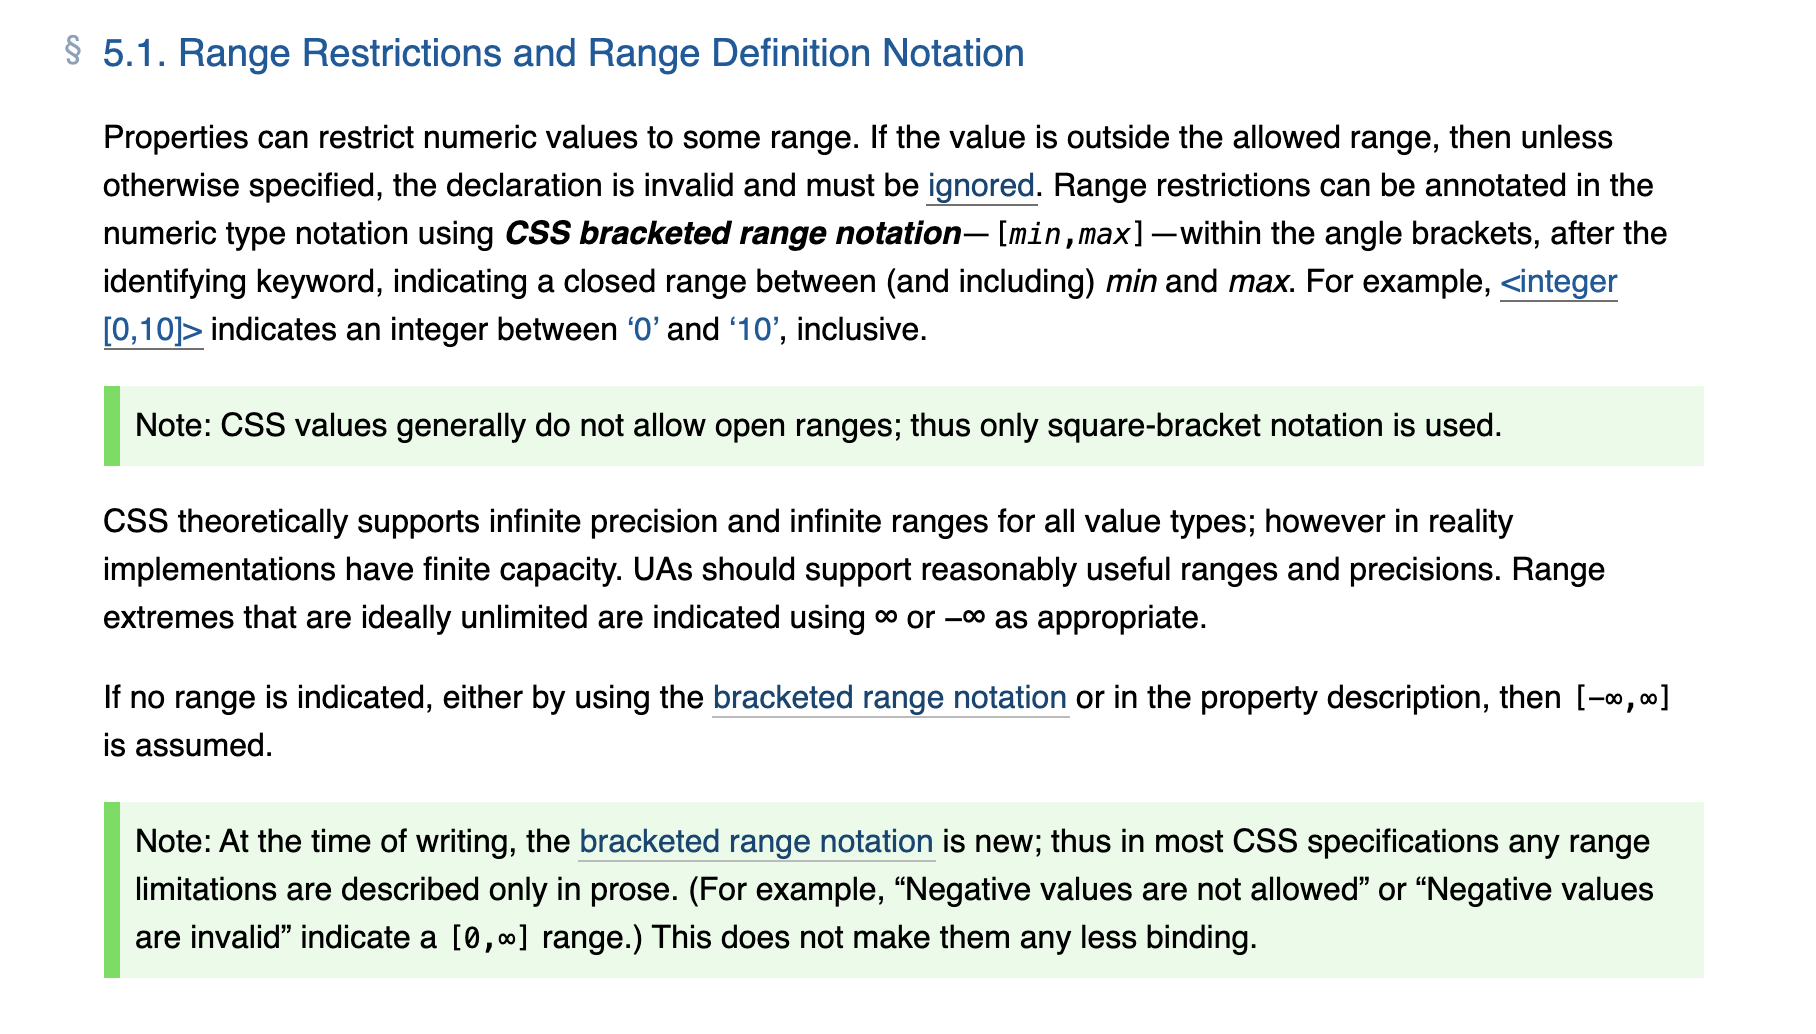 § 5.1. Range Restrictions and Range Definition Notation
Properties can restrict numeric values to some range. If the value is outside the allowed range, then unless
otherwise specified, the declaration is invalid and must be ignored. Range restrictions can be annotated in the
numeric type notation using CSS bracketed range notation—[min,max]—within the angle brackets, after the
identifying keyword, indicating a closed range between (and including) min and max. For example, <integer
[0,10]> indicates an integer between ‘0’ and ‘10’, inclusive.
Note: CSS values generally do not allow open ranges; thus only square-bracket notation is used.
CSS theoretically supports infinite precision and infinite ranges for all value types; however in reality
implementations have finite capacity. UAs should support reasonably useful ranges and precisions. Range
extremes that are ideally unlimited are indicated using ∞ or −∞ as appropriate.
If no range is indicated, either by using the bracketed range notation or in the property description, then [−∞,∞]
is assumed.
Note: At the time of writing, the bracketed range notation is new; thus in most CSS specifications any range
limitations are described only in prose. (For example, “Negative values are not allowed” or “Negative values
are invalid” indicate a [0,∞] range.) This does not make them any less binding.